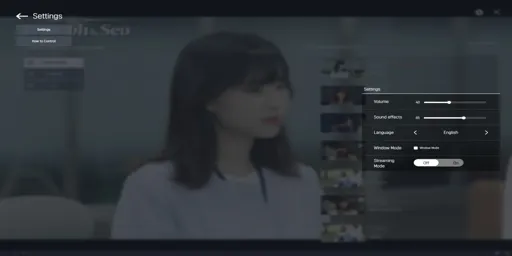 Settings
Settings
How to Control
Settings
Volume
Sound effects
Language
English
Window Mode
Window Mode
Streaming
Mode
Off
On